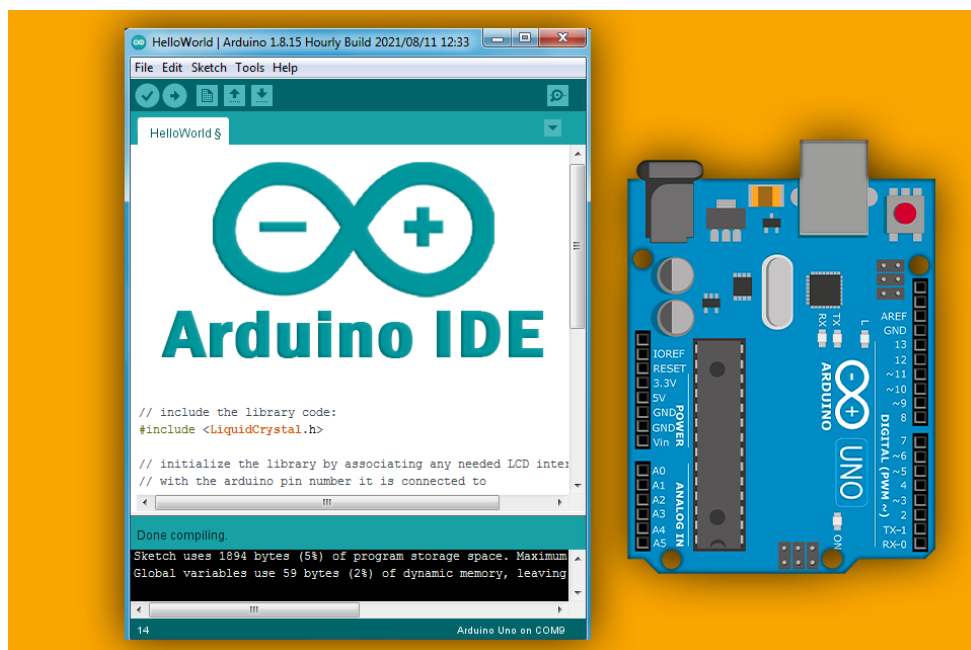 HelloWorld | Arduino 1.8.15 Hourly Build 2021/08/11 12:33
File Edit Sketch Tools Help
HelloWorld §
Arduino IDE
// include the library code:
#include <LiquidCrystal.h>
// initialize the library by associating any needed LCD inter
// with the arduino pin number it is connected to
Done compiling.
Sketch uses 1894 bytes (5%) of program storage space. Maximum
Global variables use 59 bytes (2%) of dynamic memory, leaving
14
Arduino Uno on COM9
IOREF
RESET
3.3V
5V
GND
GND
Vin
POWER
A0
A1
A2
A3
A4
A5
ANALOG IN
RX
TX
L
ARDUINO
UNO
ON
AREF
GND
13
12
~11
~10
~9
8
7
~6
~5
4
~3
2
TX-1
RX-0
DIGITAL (PWM ~)